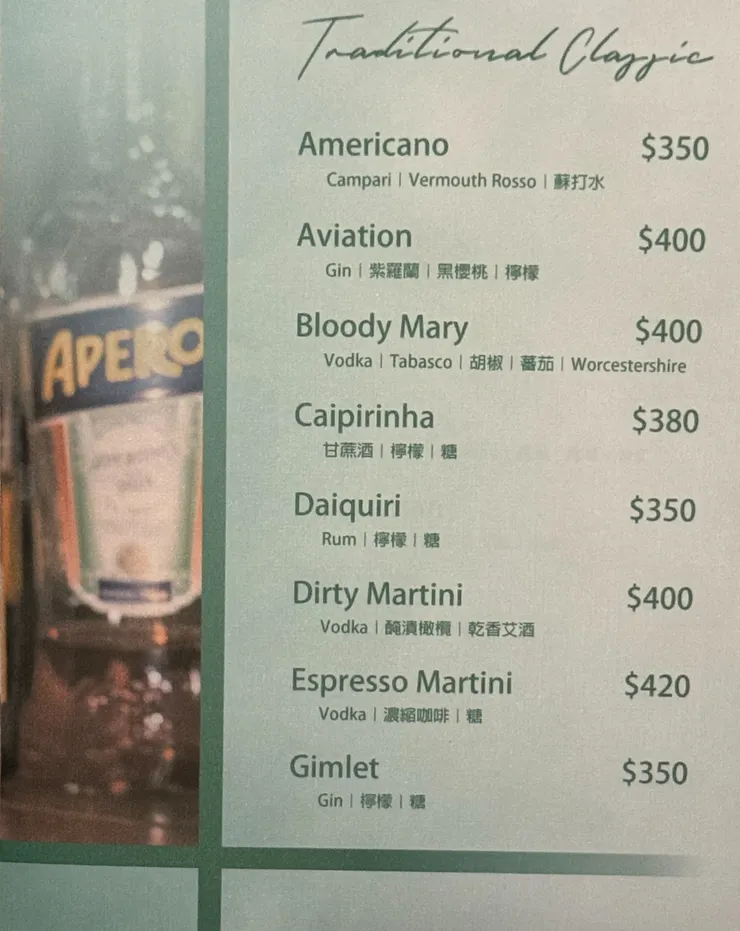 Traditional Classic
Americano $350
Campari | Vermouth Rosso | 蘇打水
Aviation $400
Gin | 紫羅蘭 | 黑櫻桃 | 檸檬
Bloody Mary $400
Vodka | Tabasco | 胡椒 | 蕃茄 | Worcestershire
Caipirinha $380
甘蔗酒 | 檸檬 | 糖
Daiquiri $350
Rum | 檸檬 | 糖
Dirty Martini $400
Vodka | 醃漬橄欖 | 乾香艾酒
Espresso Martini $420
Vodka | 濃縮咖啡 | 糖
Gimlet $350
Gin | 檸檬 | 糖
APERO